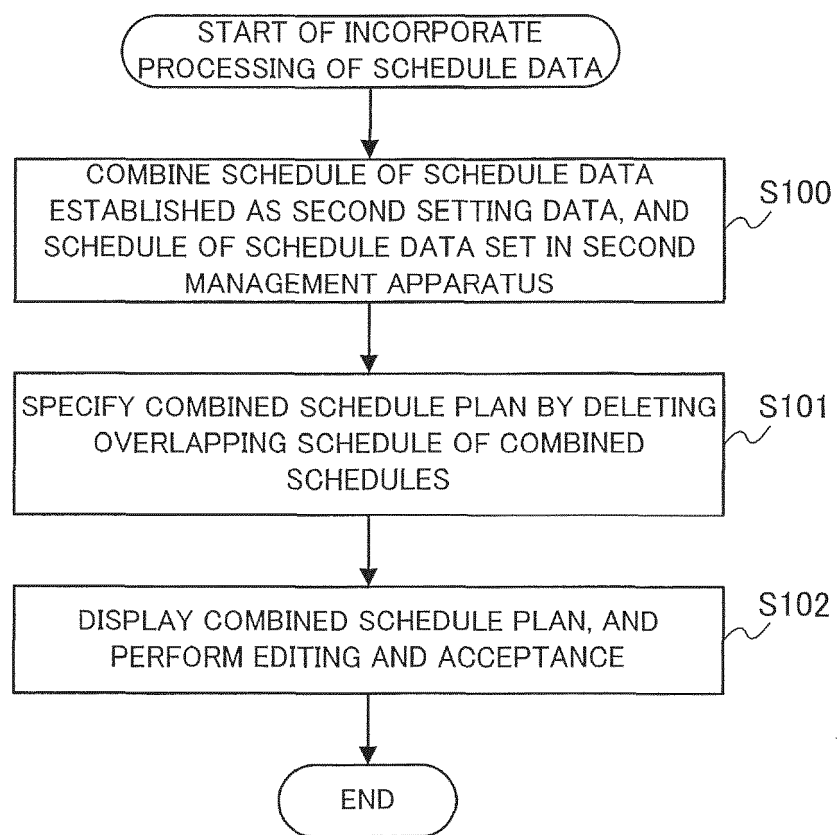 START OF INCORPORATE
PROCESSING OF SCHEDULE DATA
COMBINE SCHEDULE OF SCHEDULE DATA
ESTABLISHED AS SECOND SETTING DATA, AND
SCHEDULE OF SCHEDULE DATA SET IN SECOND
MANAGEMENT APPARATUS
S100
SPECIFY COMBINED SCHEDULE PLAN BY DELETING
OVERLAPPING SCHEDULE OF COMBINED
SCHEDULES
S101
DISPLAY COMBINED SCHEDULE PLAN, AND
PERFORM EDITING AND ACCEPTANCE
S102
END